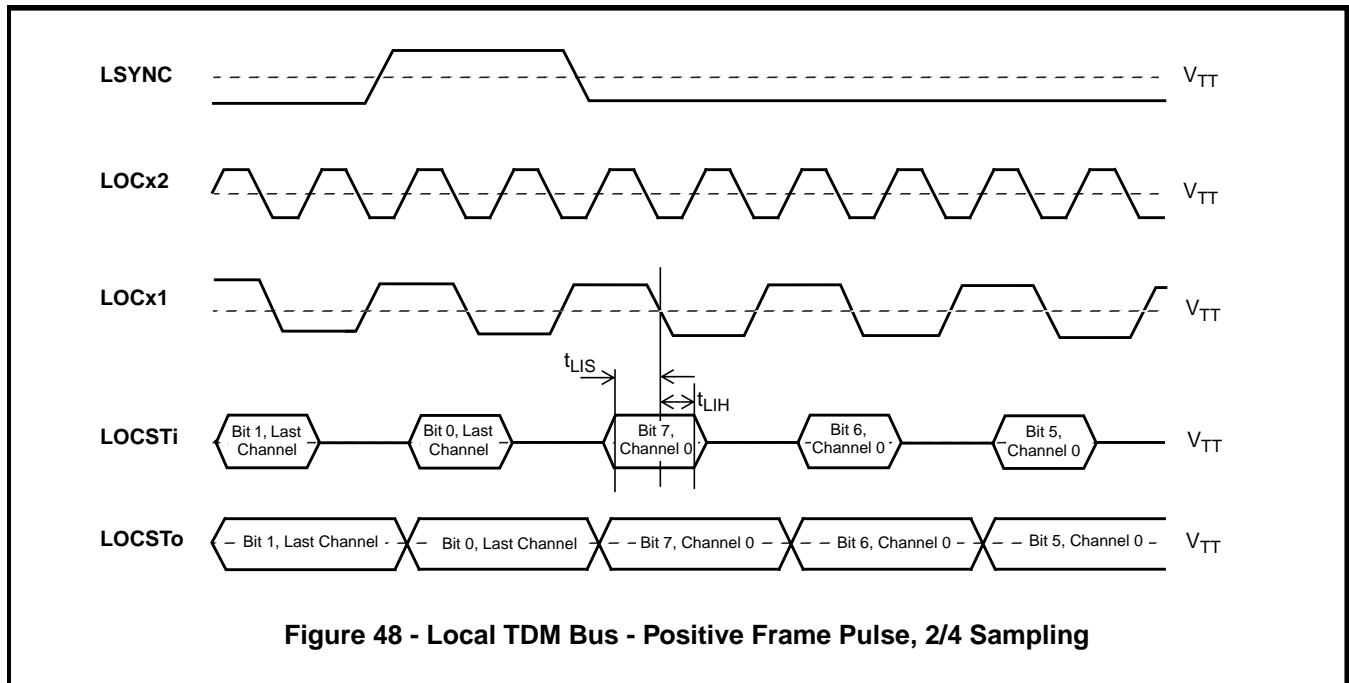 LSYNC
V_TT
LOCx2
V_TT
LOCx1
V_TT
t_LIS
t_LIH
LOCSTi
Bit 1, Last
Channel
Bit 0, Last
Channel
Bit 7,
Channel 0
Bit 6,
Channel 0
Bit 5,
Channel 0
V_TT
LOCSTo
Bit 1, Last Channel
Bit 0, Last Channel
Bit 7, Channel 0
Bit 6, Channel 0
Bit 5, Channel 0
V_TT
Figure 48 - Local TDM Bus - Positive Frame Pulse, 2/4 Sampling